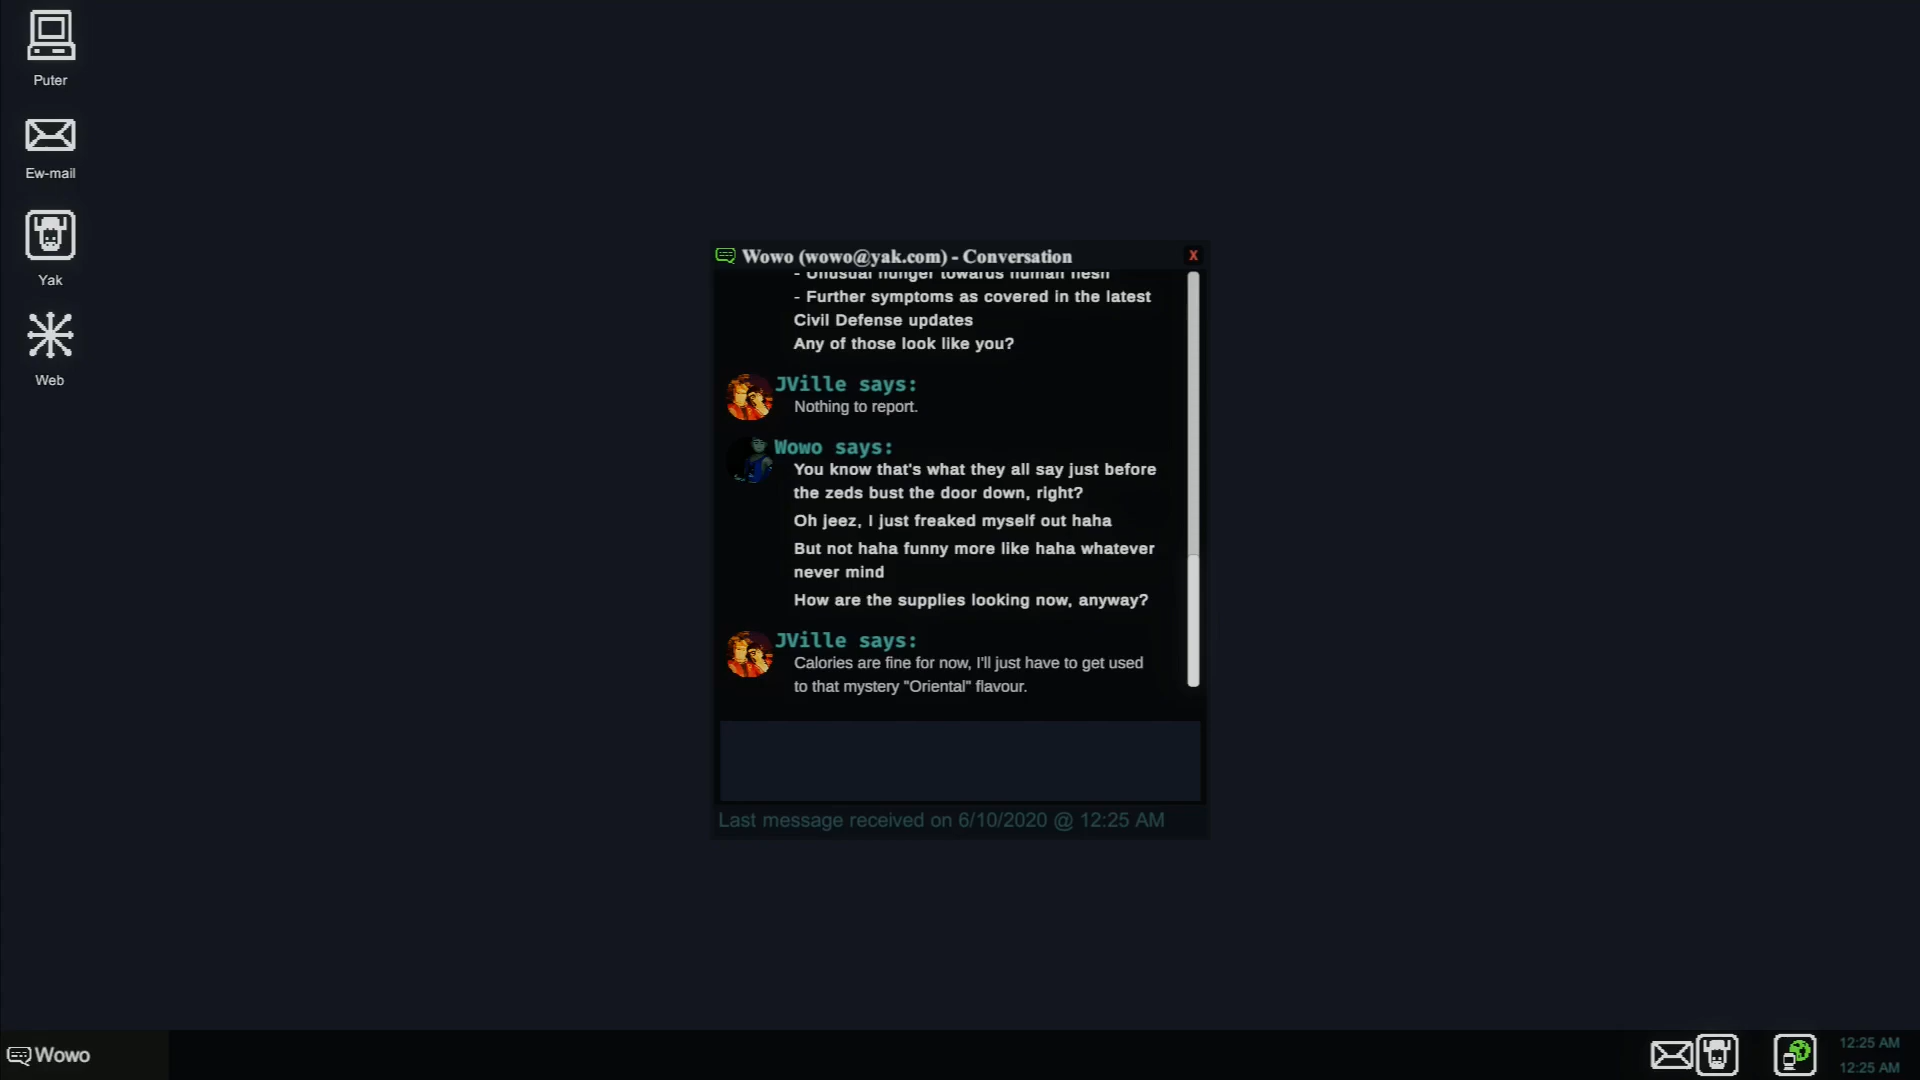 Puter
Ew-mail
Yak
Web
Wowo (wowo@yak.com) - Conversation
X
- Unusual hunger towards human flesh
- Further symptoms as covered in the latest
Civil Defense updates
Any of those look like you?
JVille says:
Nothing to report.
Wowo says:
You know that's what they all say just before
the zeds bust the door down, right?
Oh jeez, I just freaked myself out haha
But not haha funny more like haha whatever
never mind
How are the supplies looking now, anyway?
JVille says:
Calories are fine for now, I'll just have to get used
to that mystery "Oriental" flavour.
Last message received on 6/10/2020 @ 12:25 AM
Wowo
12:25 AM
12:25 AM